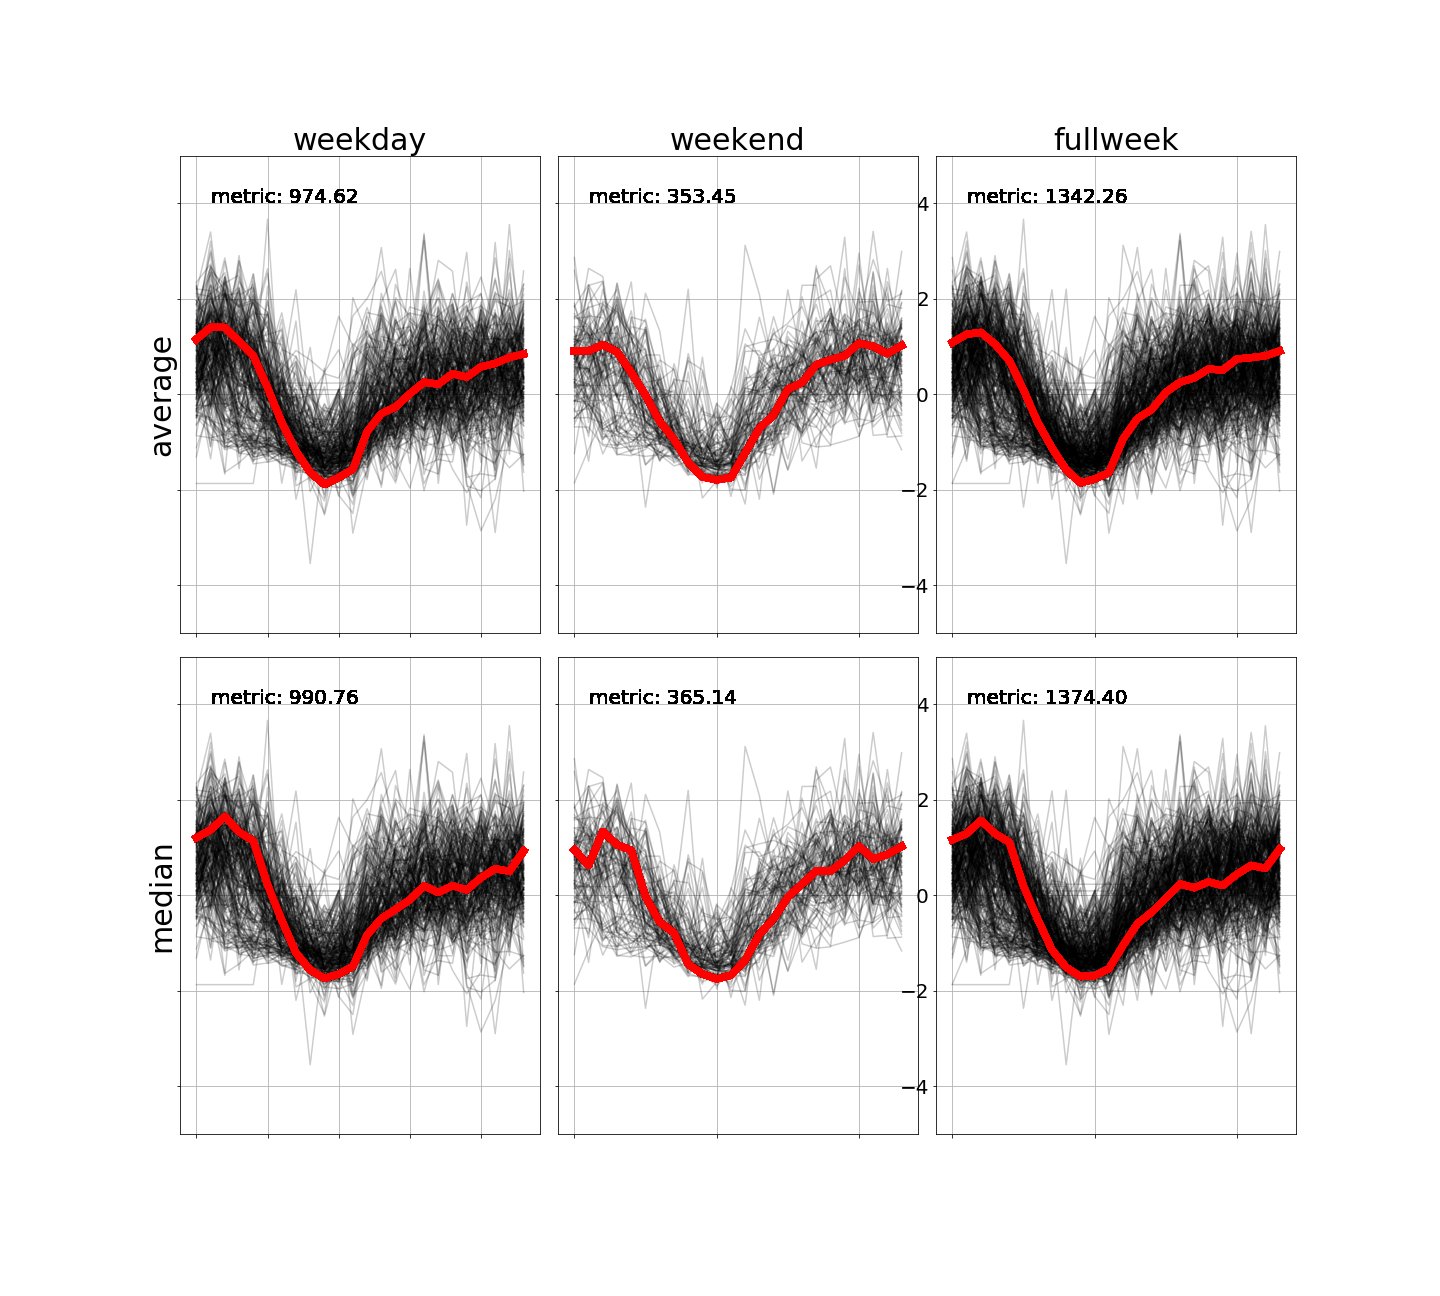 weekday weekend fullweek
average
metric: 974.62
metric: 353.45
metric: 1342.26
4
2
0
−2
−4
median
metric: 990.76
metric: 365.14
metric: 1374.40
4
2
0
−2
−4